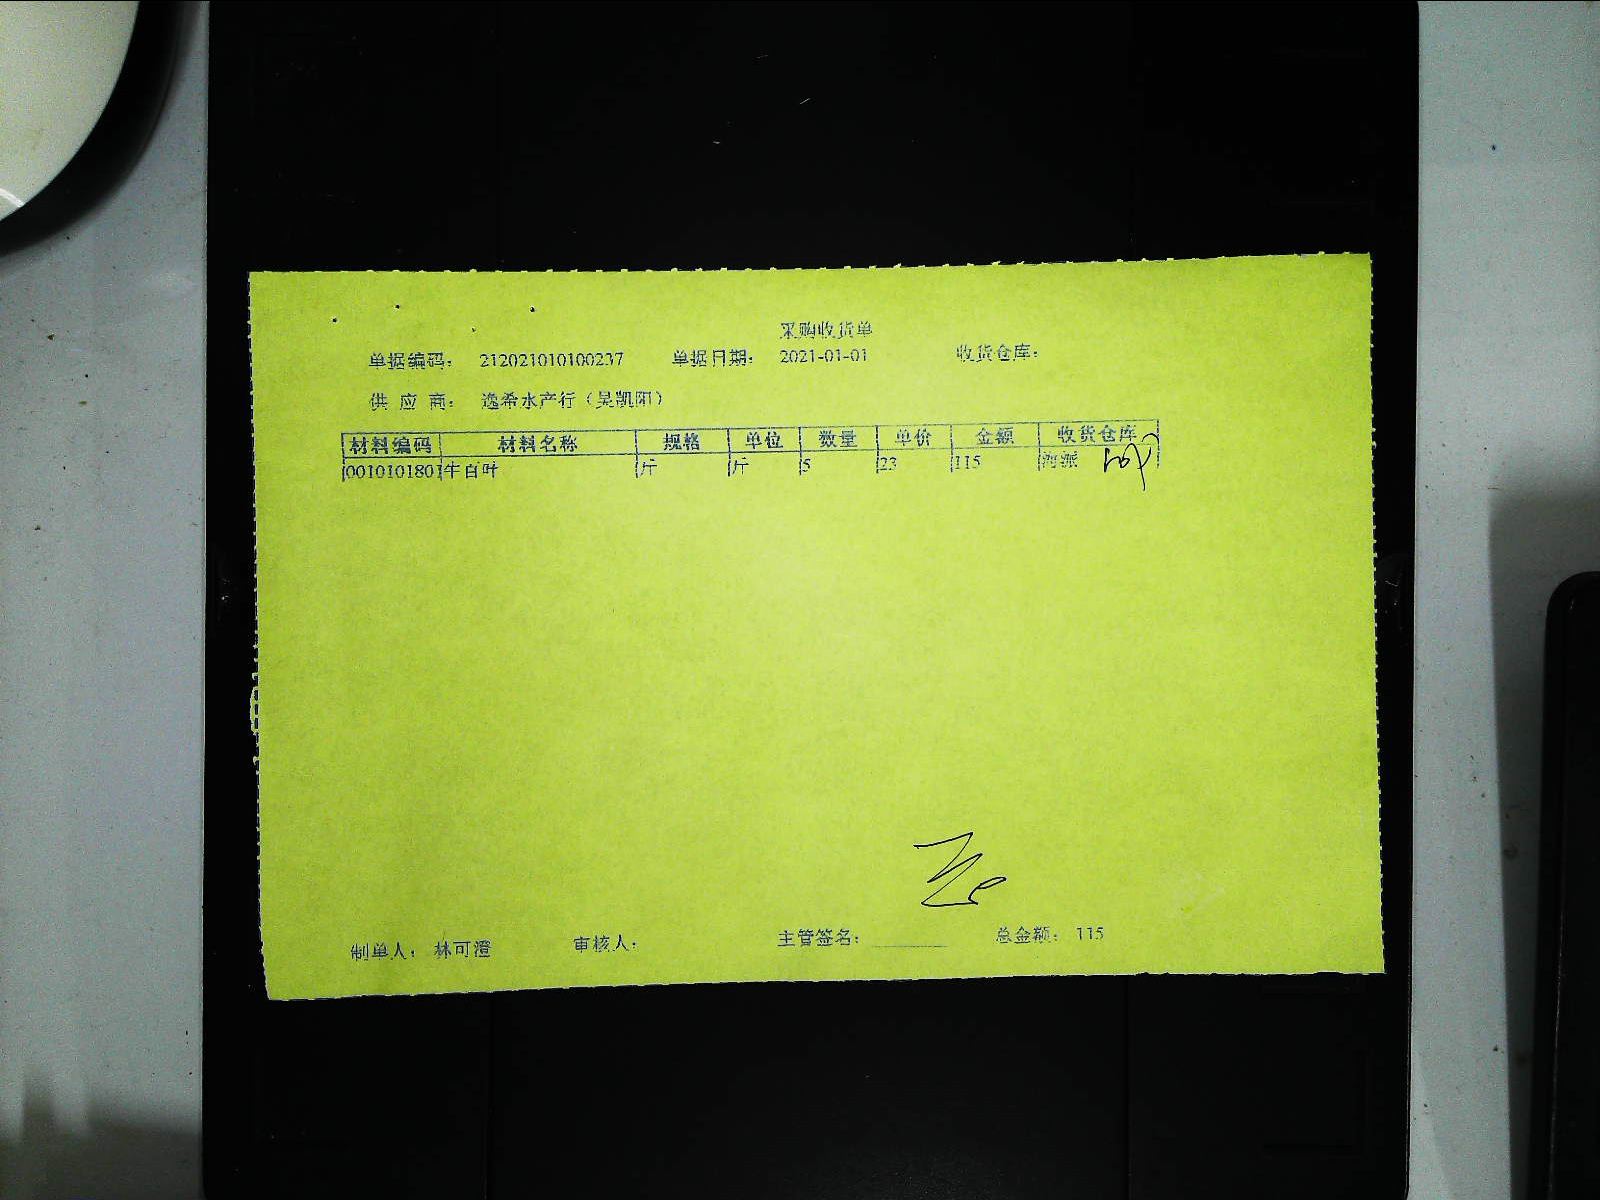 采购收货单
单据编码: 212021010100237 单据日期: 2021-01-01 收货仓库:
供 应 商: 逸希水产行(吴凯阳)
材料编码 材料名称 规格 单位 数量 单价 金额 收货仓库
0010101801 牛百叶 斤 斤 5 23 115 海派
制单人: 林可澄 审核人: 主管签名: 总金额: 115